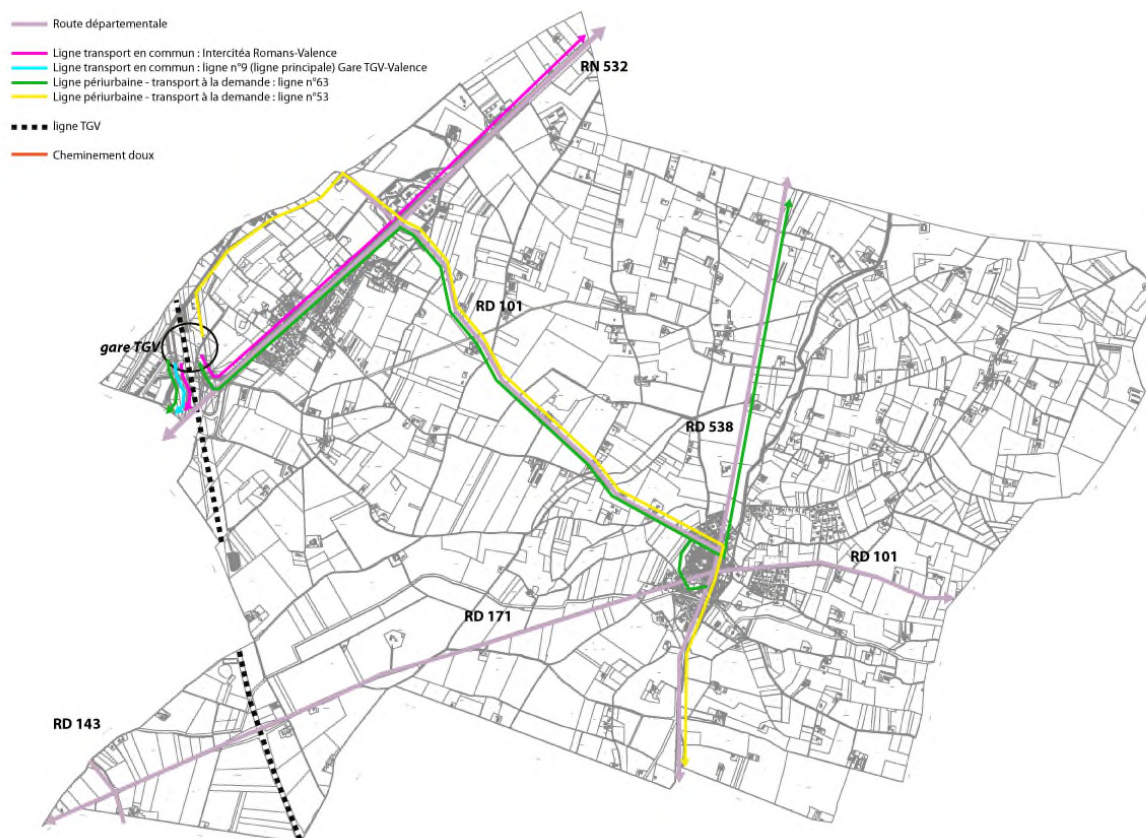 Route départementale
Ligne transport en commun : Intercitéa Romans-Valence
Ligne transport en commun : ligne n°9 (ligne principale) Gare TGV-Valence
Ligne périurbaine - transport à la demande : ligne n°63
Ligne périurbaine - transport à la demande : ligne n°53
ligne TGV
Cheminement doux
RN 532
RD 101
gare TGV
RD 538
RD 101
RD 171
RD 143